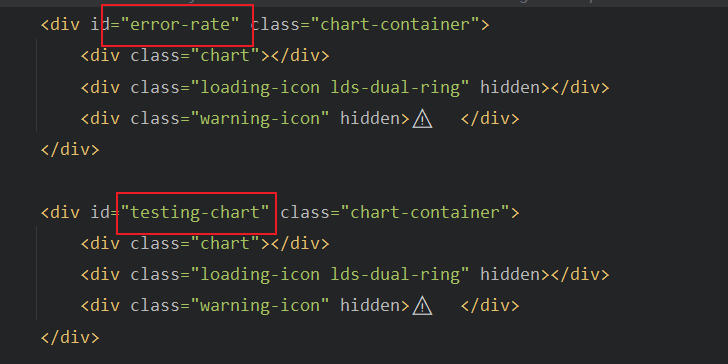 <div id="error-rate" class="chart-container">
<div class="chart"></div>
<div class="loading-icon lds-dual-ring" hidden></div>
<div class="warning-icon" hidden>⚠ </div>
</div>
<div id="testing-chart" class="chart-container">
<div class="chart"></div>
<div class="loading-icon lds-dual-ring" hidden></div>
<div class="warning-icon" hidden>⚠ </div>
</div>